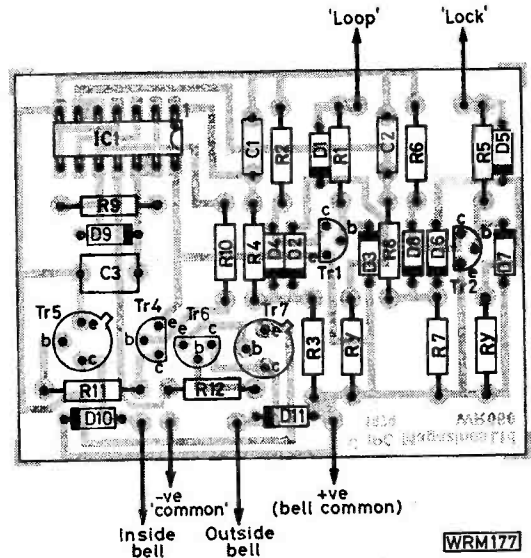 'Loop' 'Lock'
1
IC1
C1 R2 D1 R1 C2 R6 R5 D5
R9
D9
R10 R4 D4 D2 c b e Tr1 D3 R8 D8 D6 c b e Tr2 D7
C3
Tr5 Tr4 Tr6 Tr7
e b c e b c e c b e b c
R3 Ry R7 Ry
R11 R12
D10 D11
-ve 'common'
+ve (bell common)
Inside bell
Outside bell
WRM177